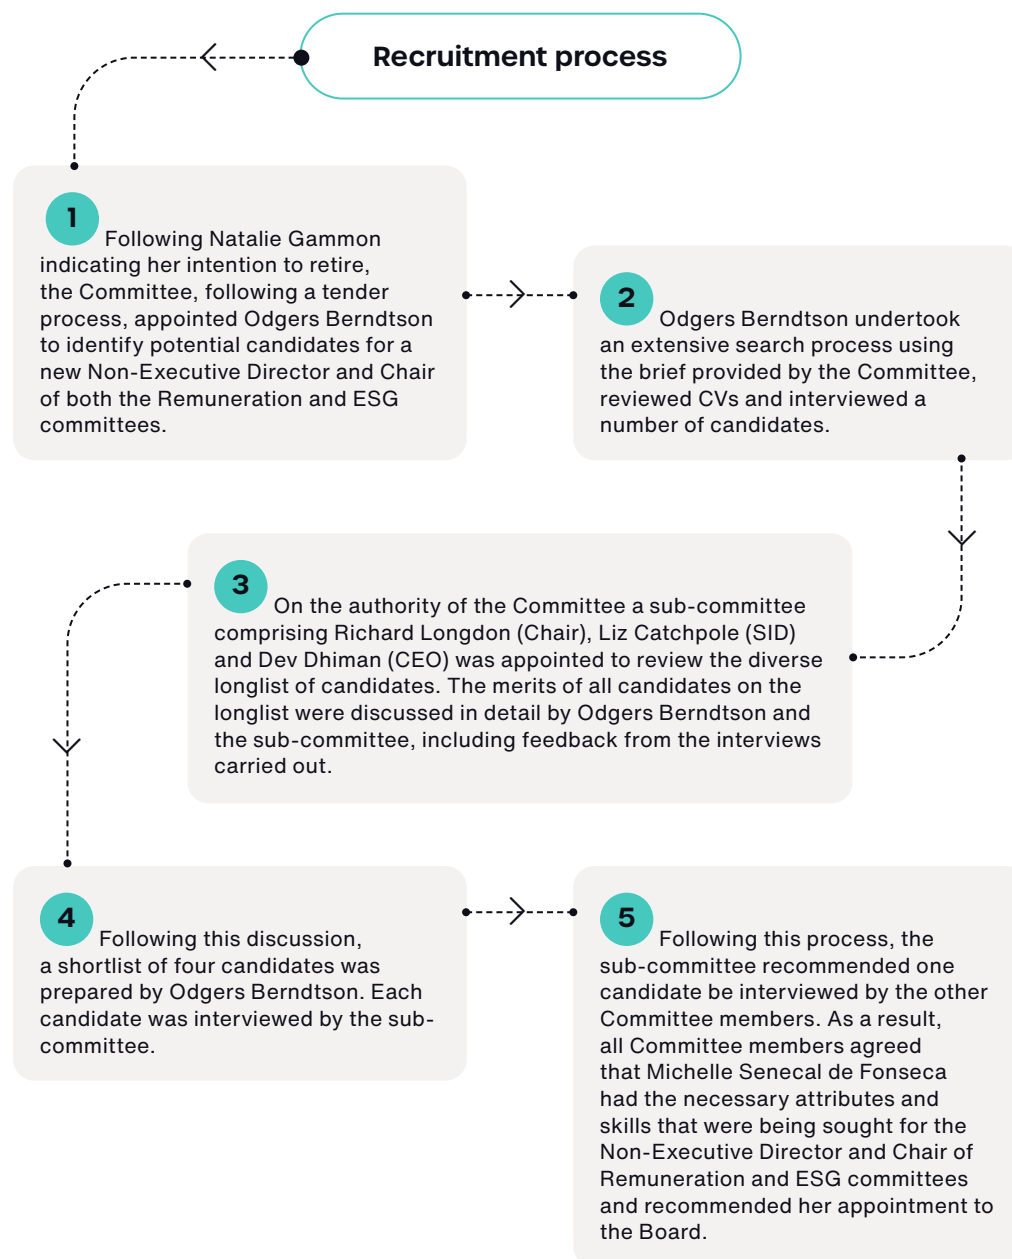 Recruitment process
1
Following Natalie Gammon
indicating her intention to retire,
the Committee, following a tender
process, appointed Odgers Berndtson
to identify potential candidates for a
new Non-Executive Director and Chair
of both the Remuneration and ESG
committees.
2
Odgers Berndtson undertook
an extensive search process using
the brief provided by the Committee,
reviewed CVs and interviewed a
number of candidates.
3
On the authority of the Committee a sub-committee
comprising Richard Longdon (Chair), Liz Catchpole (SID)
and Dev Dhiman (CEO) was appointed to review the diverse
longlist of candidates. The merits of all candidates on the
longlist were discussed in detail by Odgers Berndtson and
the sub-committee, including feedback from the interviews
carried out.
4
Following this discussion,
a shortlist of four candidates was
prepared by Odgers Berndtson. Each
candidate was interviewed by the sub-
committee.
5
Following this process, the
sub-committee recommended one
candidate be interviewed by the other
Committee members. As a result,
all Committee members agreed
that Michelle Senecal de Fonseca
had the necessary attributes and
skills that were being sought for the
Non-Executive Director and Chair of
Remuneration and ESG committees
and recommended her appointment to
the Board.